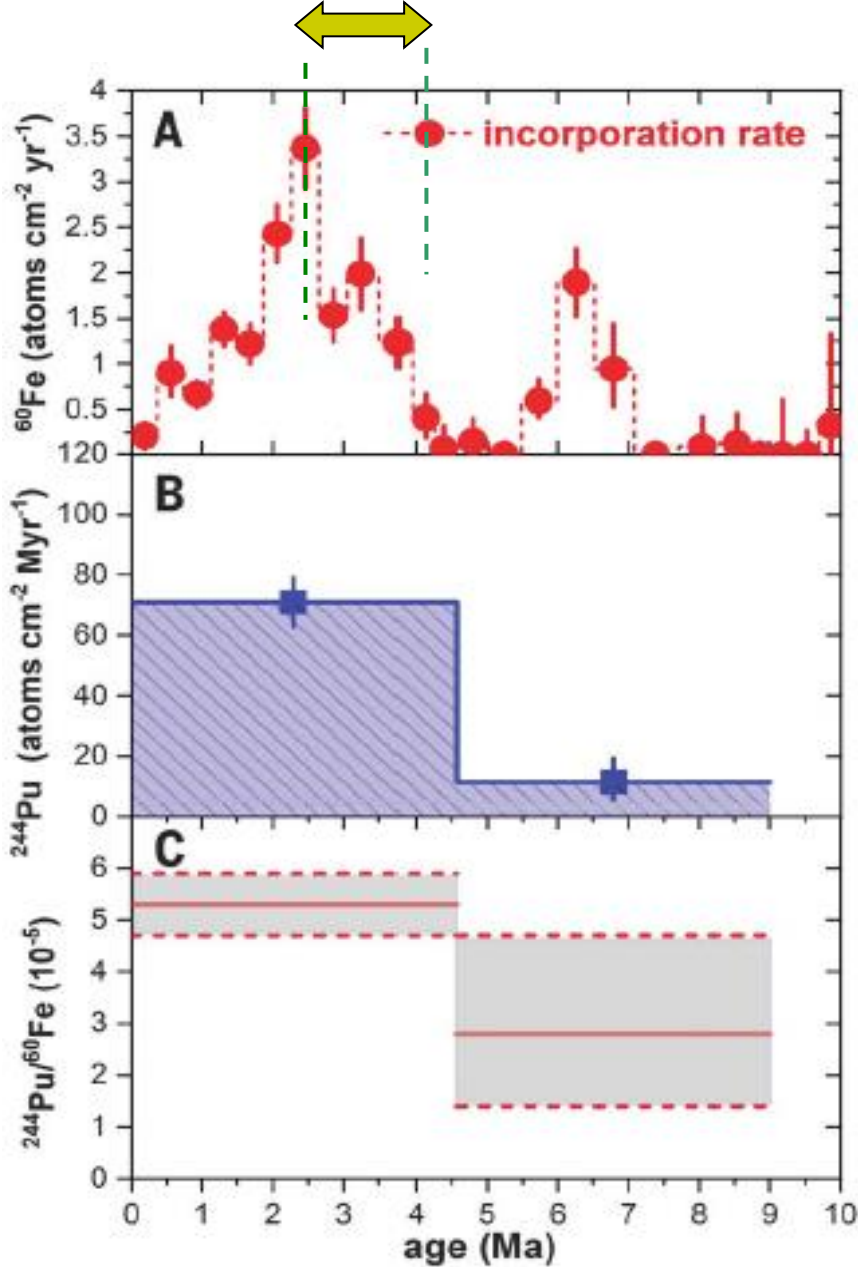 A
incorporation rate
⁶⁰Fe (atoms cm⁻² yr⁻¹)
4
3.5
3
2.5
2
1.5
1
0.5
120
B
²⁴⁴Pu (atoms cm⁻² Myr⁻¹)
100
80
60
40
20
0
C
²⁴⁴Pu/⁶⁰Fe (10⁻⁵)
6
5
4
3
2
1
0
0 1 2 3 4 5 6 7 8 9 10
age (Ma)